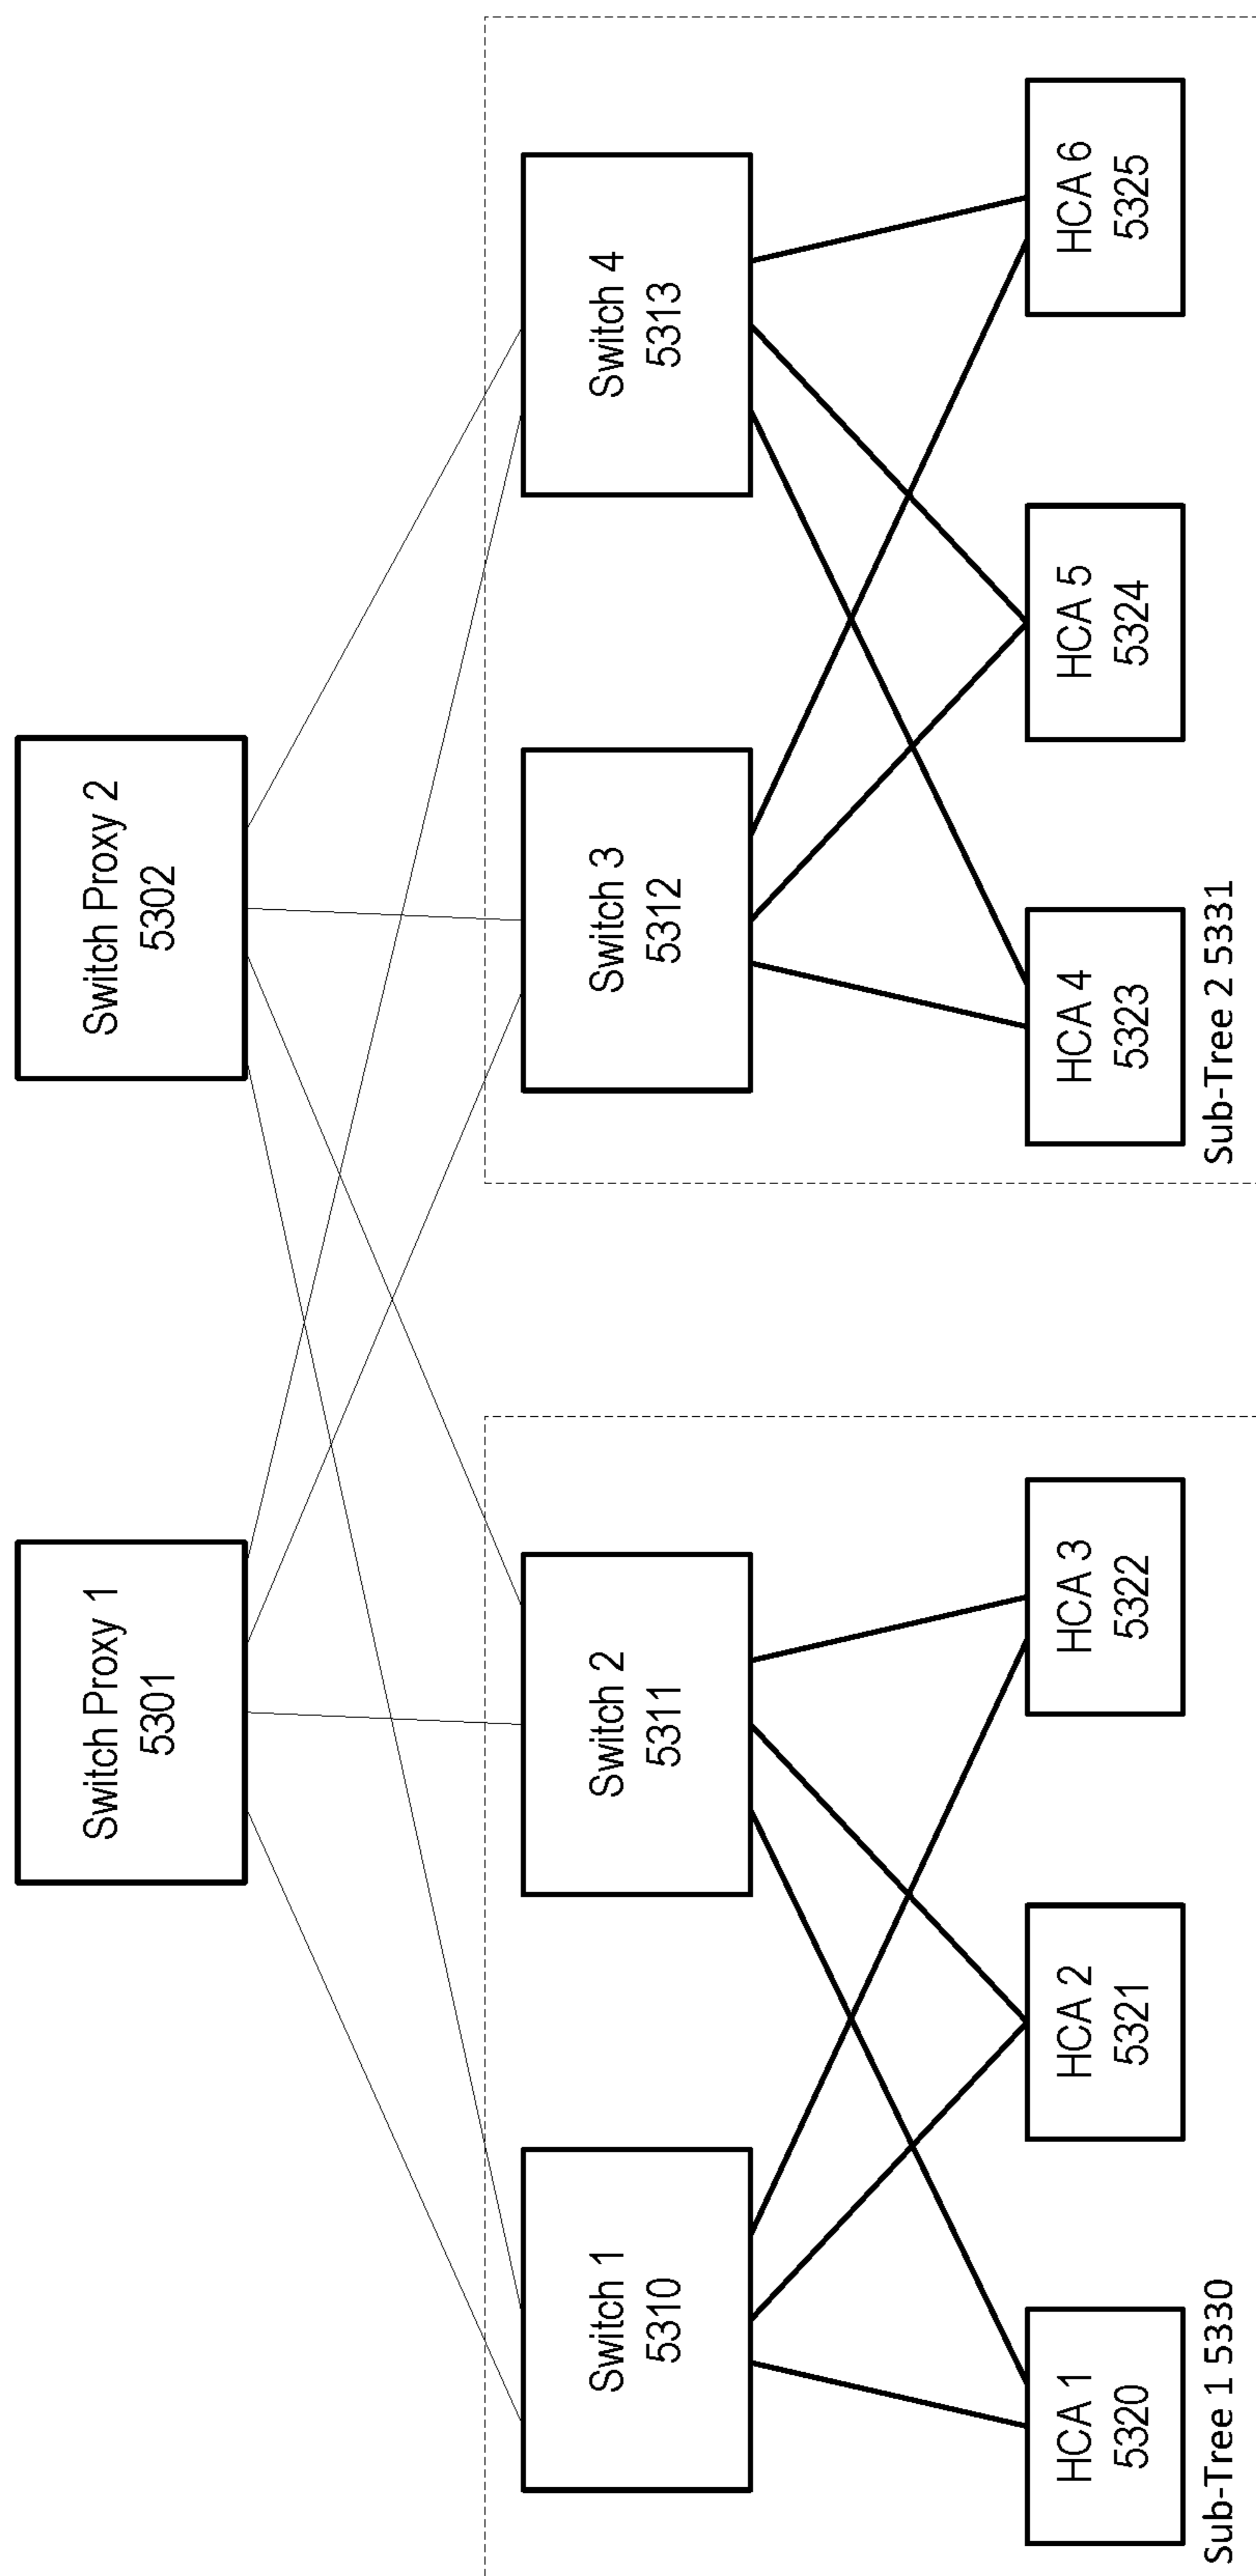 Switch Proxy 1
5301
Switch Proxy 2
5302
Switch 1
5310
Switch 2
5311
Switch 3
5312
Switch 4
5313
HCA 1
5320
HCA 2
5321
HCA 3
5322
HCA 4
5323
HCA 5
5324
HCA 6
5325
Sub-Tree 1 5330
Sub-Tree 2 5331